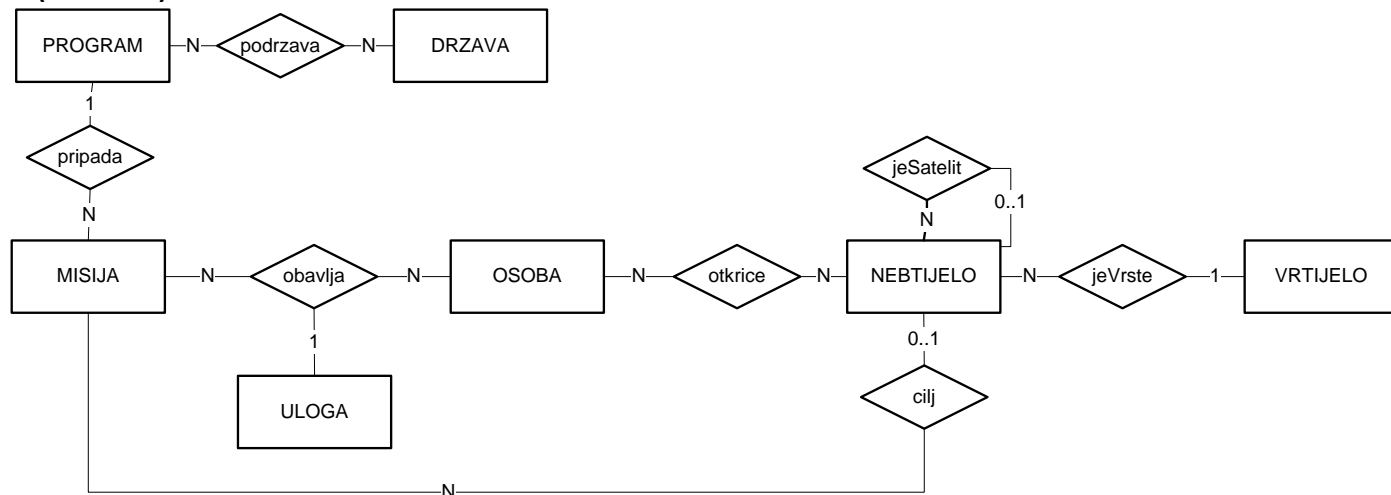 PROGRAM N podrzava N DRZAVA
1
pripada
jeSatelit
0..1
N
N
MISIJA N obavlja N OSOBA N otkrice N NEBTIJELO N jeVrste 1 VRTIJELO
1
0..1
ULOGA
cilj
N